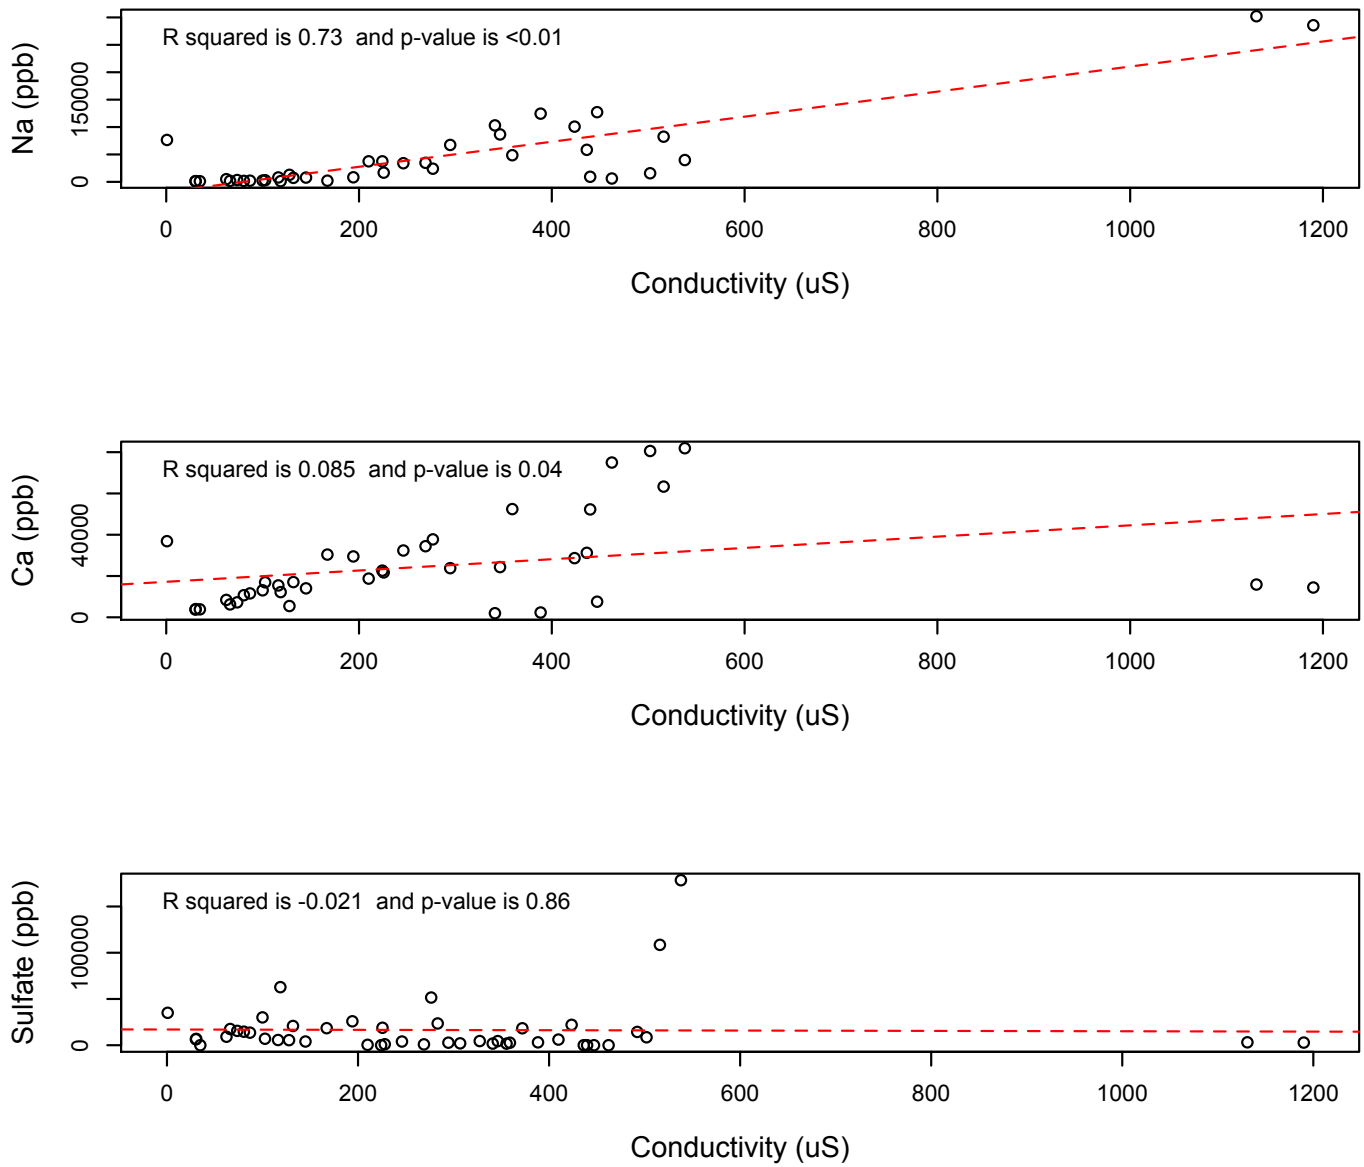 R squared is 0.73  and p-value is <0.01
Na (ppb)
0
150000
0 200 400 600 800 1000 1200
Conductivity (uS)
R squared is 0.085  and p-value is 0.04
Ca (ppb)
0
40000
0 200 400 600 800 1000 1200
Conductivity (uS)
R squared is -0.021  and p-value is 0.86
Sulfate (ppb)
0
100000
0 200 400 600 800 1000 1200
Conductivity (uS)